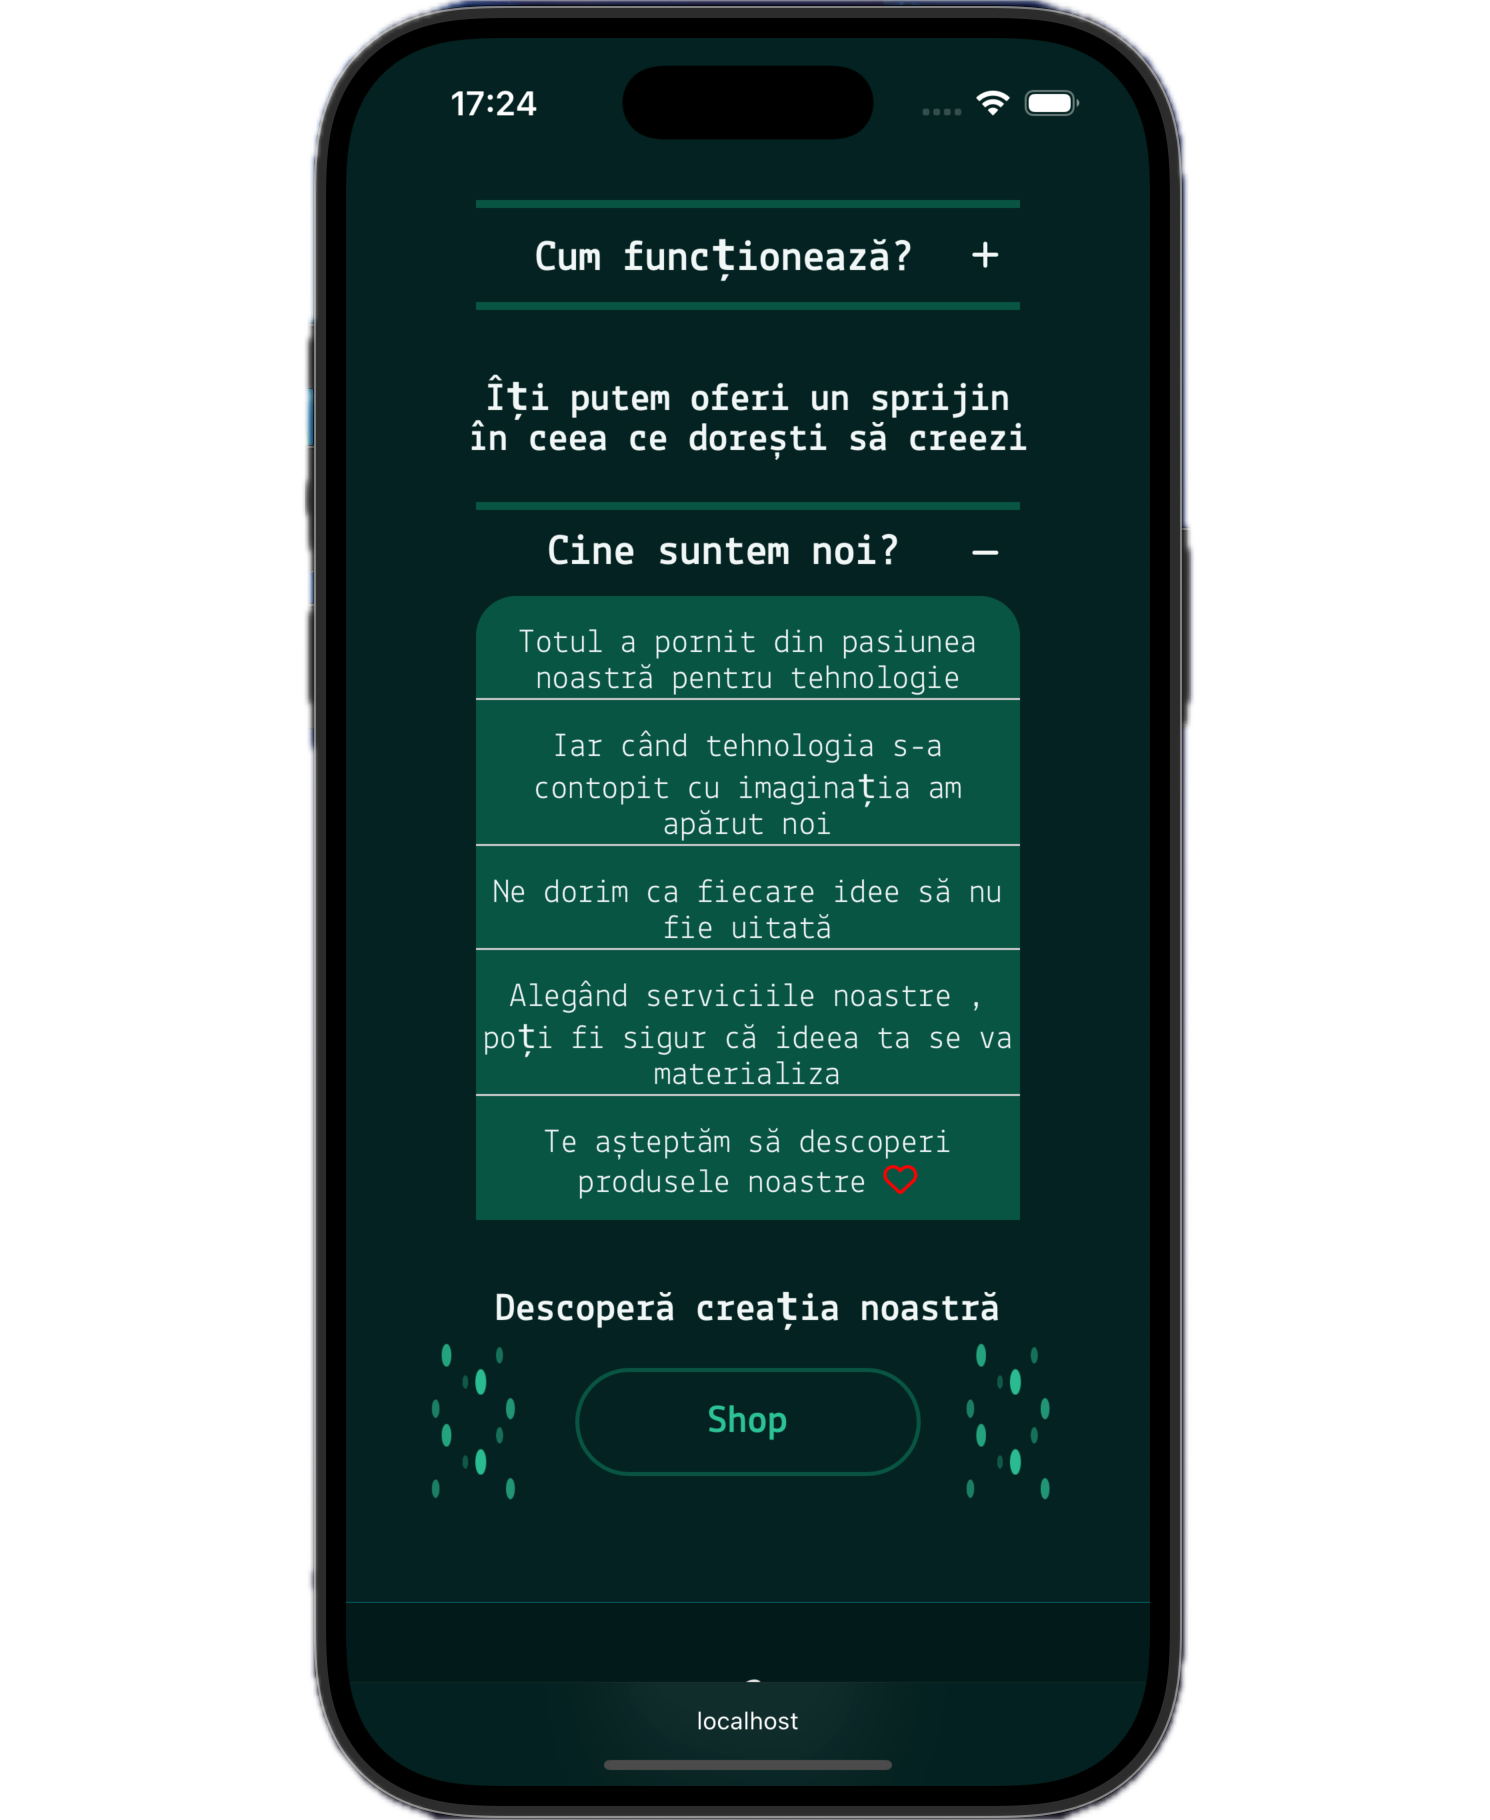 17:24
Cum funcționează? +
Îți putem oferi un sprijin
în ceea ce dorești să creezi
Cine suntem noi? −
Totul a pornit din pasiunea
noastră pentru tehnologie
Iar când tehnologia s-a
contopit cu imaginația am
apărut noi
Ne dorim ca fiecare idee să nu
fie uitată
Alegând serviciile noastre ,
poți fi sigur că ideea ta se va
materializa
Te așteptăm să descoperi
produsele noastre
Descoperă creația noastră
Shop
localhost